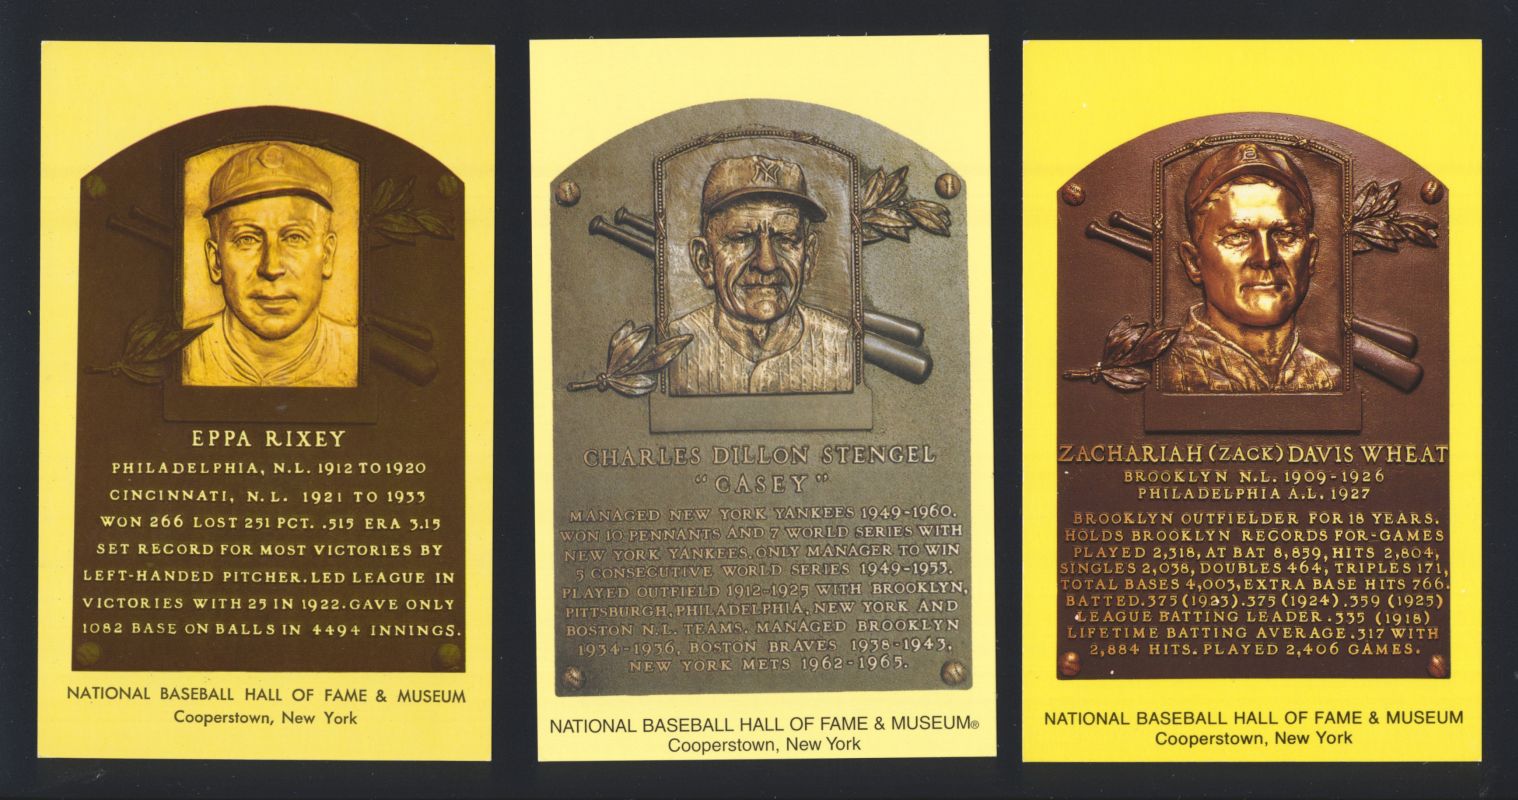 EPPA RIXEY
PHILADELPHIA, N.L. 1912 TO 1920
CINCINNATI, N.L. 1921 TO 1933
WON 266 LOST 251 PCT. .515 ERA 3.15
SET RECORD FOR MOST VICTORIES BY
LEFT-HANDED PITCHER. LED LEAGUE IN
VICTORIES WITH 25 IN 1922. GAVE ONLY
1082 BASE ON BALLS IN 4494 INNINGS.
NATIONAL BASEBALL HALL OF FAME & MUSEUM
Cooperstown, New York
NY
CHARLES DILLON STENGEL
"CASEY"
MANAGED NEW YORK YANKEES 1949-1960.
WON 10 PENNANTS AND 7 WORLD SERIES WITH
NEW YORK YANKEES. ONLY MANAGER TO WIN
5 CONSECUTIVE WORLD SERIES 1949-1953.
PLAYED OUTFIELD 1912-1925 WITH BROOKLYN,
PITTSBURGH, PHILADELPHIA, NEW YORK AND
BOSTON N.L. TEAMS. MANAGED BROOKLYN
1934-1936, BOSTON BRAVES 1938-1943,
NEW YORK METS 1962-1965.
NATIONAL BASEBALL HALL OF FAME & MUSEUM®
Cooperstown, New York
B
ZACHARIAH (ZACK) DAVIS WHEAT
BROOKLYN N.L. 1909-1926
PHILADELPHIA A.L. 1927
BROOKLYN OUTFIELDER FOR 18 YEARS.
HOLDS BROOKLYN RECORDS FOR-GAMES
PLAYED 2,318, AT BAT 8,859, HITS 2,804,
SINGLES 2,038, DOUBLES 464, TRIPLES 171,
TOTAL BASES 4,003, EXTRA BASE HITS 766.
BATTED .375 (1923) .375 (1924) .359 (1925)
LEAGUE BATTING LEADER .335 (1918)
LIFETIME BATTING AVERAGE .317 WITH
2,884 HITS. PLAYED 2,406 GAMES.
NATIONAL BASEBALL HALL OF FAME & MUSEUM
Cooperstown, New York